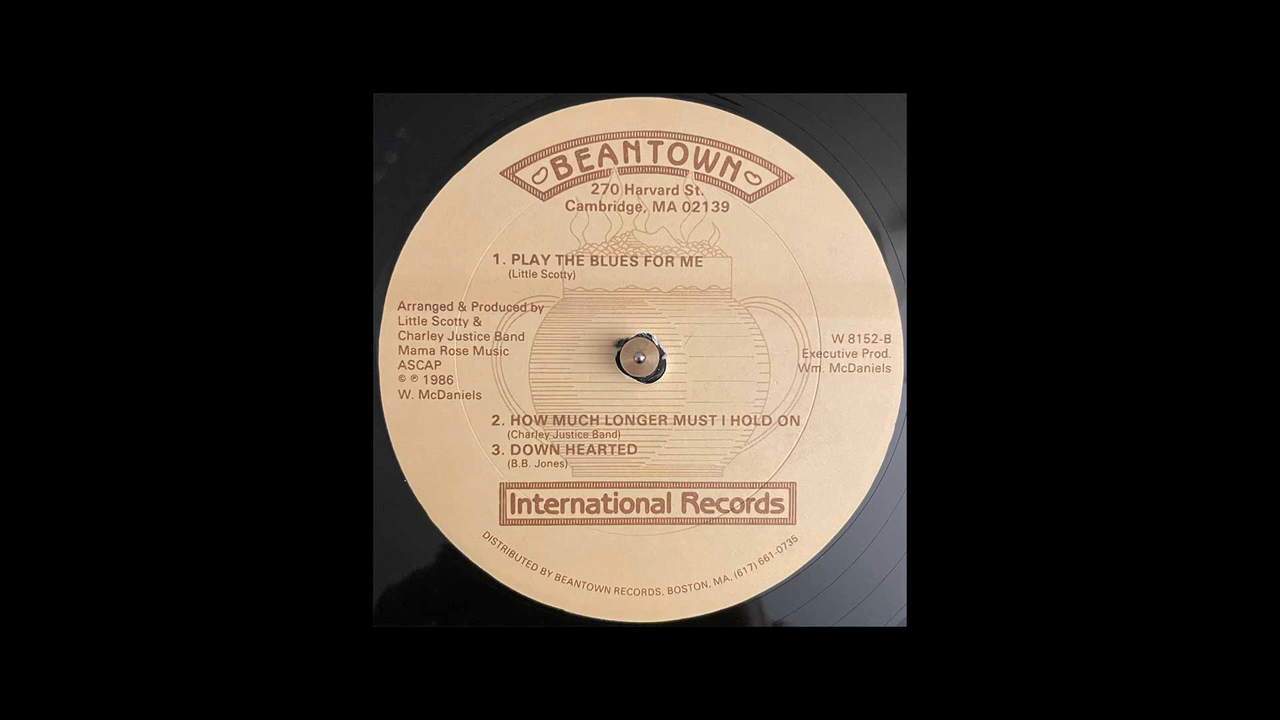 BEANTOWN
270 Harvard St.
Cambridge, MA 02139
1. PLAY THE BLUES FOR ME
(Little Scotty)
Arranged & Produced by
Little Scotty &
Charley Justice Band
Mama Rose Music
ASCAP
© ℗ 1986
W. McDaniels
W 8152-B
Executive Prod.
Wm. McDaniels
2. HOW MUCH LONGER MUST I HOLD ON
(Charley Justice Band)
3. DOWN HEARTED
(B.B. Jones)
International Records
DISTRIBUTED BY BEANTOWN RECORDS, BOSTON, MA, (617) 661-0735